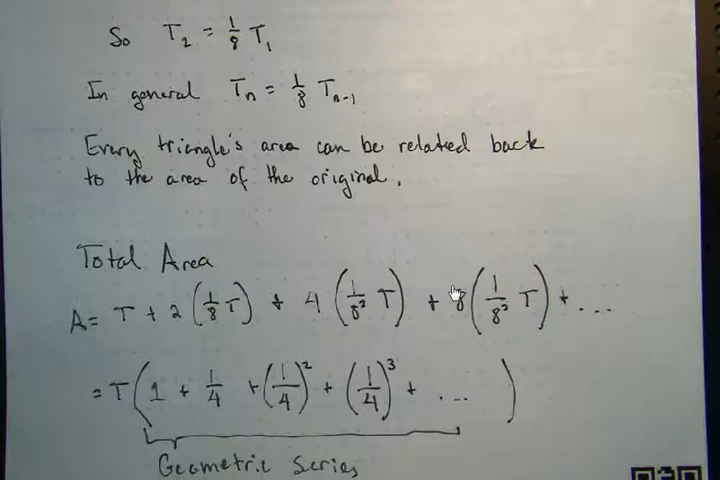 So T₂ = 1/8 T₁
In general Tₙ = 1/8 Tₙ₋₁
Every triangle's area can be related back
to the area of the original.
Total Area
A = T + 2 (1/8 T) + 4 (1/8² T) + 8 (1/8³ T) + ...
= T (1 + 1/4 + (1/4)² + (1/4)³ + ... )
Geometric Series